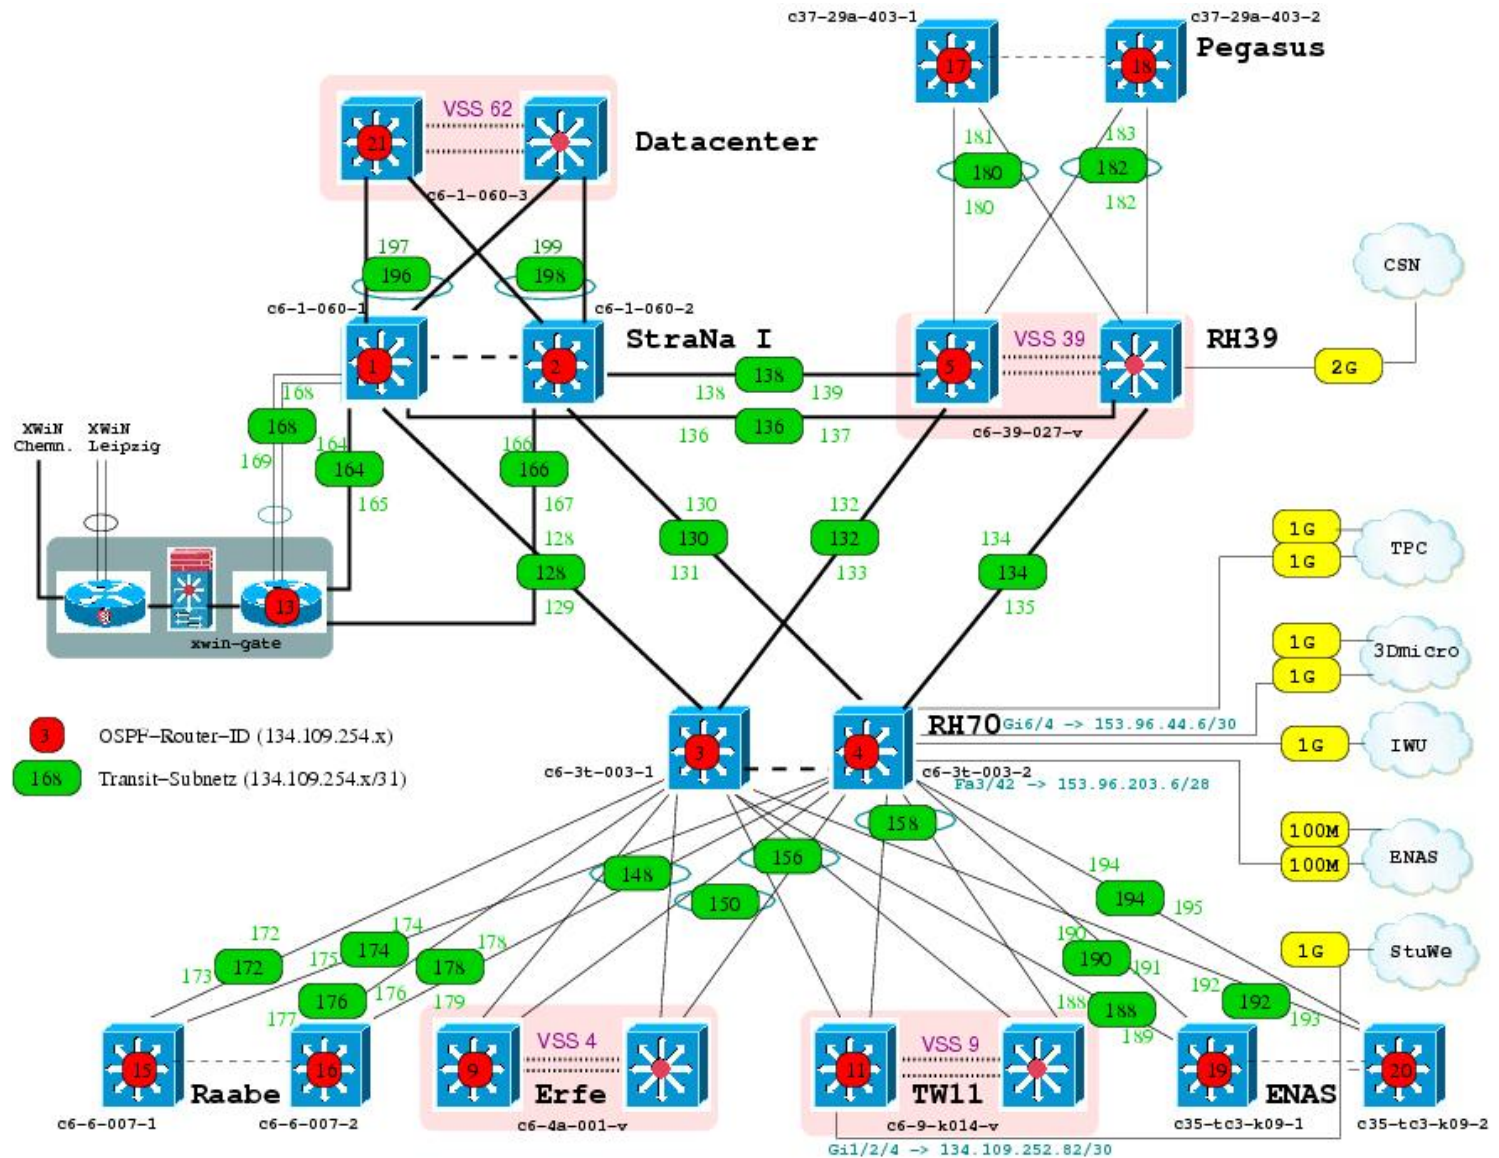 c37-29a-403-1
c37-29a-403-2
17
18
Pegasus
VSS 62
21
Datacenter
181
183
180
182
c6-1-060-3
180
182
197
199
196
198
CSN
c6-1-060-1
c6-1-060-2
StraNa I
VSS 39
RH39
1
2
5
2G
138
138
139
168
168
136
136
137
c6-39-027-v
XWiN
Chemn.
XWiN
Leipzig
169
164
164
165
166
166
167
130
130
131
132
132
133
134
134
135
128
128
129
1G
1G
TPC
13
xwin-gate
1G
1G
3Dmicro
3
OSPF-Router-ID (134.109.254.x)
168
Transit-Subnetz (134.109.254.x/31)
RH70
Gi6/4 -> 153.96.44.6/30
1G
IWU
3
4
c6-3t-003-1
c6-3t-003-2
Fa3/42 -> 153.96.203.6/28
158
156
148
150
100M
100M
ENAS
194
194
195
172
172
173
174
174
175
178
178
179
176
176
177
190
190
191
188
188
189
192
192
193
1G
StuWe
15
Raabe
16
c6-6-007-1
c6-6-007-2
VSS 4
9
Erfe
c6-4a-001-v
VSS 9
11
TW11
c6-9-k014-v
19
ENAS
20
c35-tc3-k09-1
c35-tc3-k09-2
Gi1/2/4 -> 134.109.252.82/30